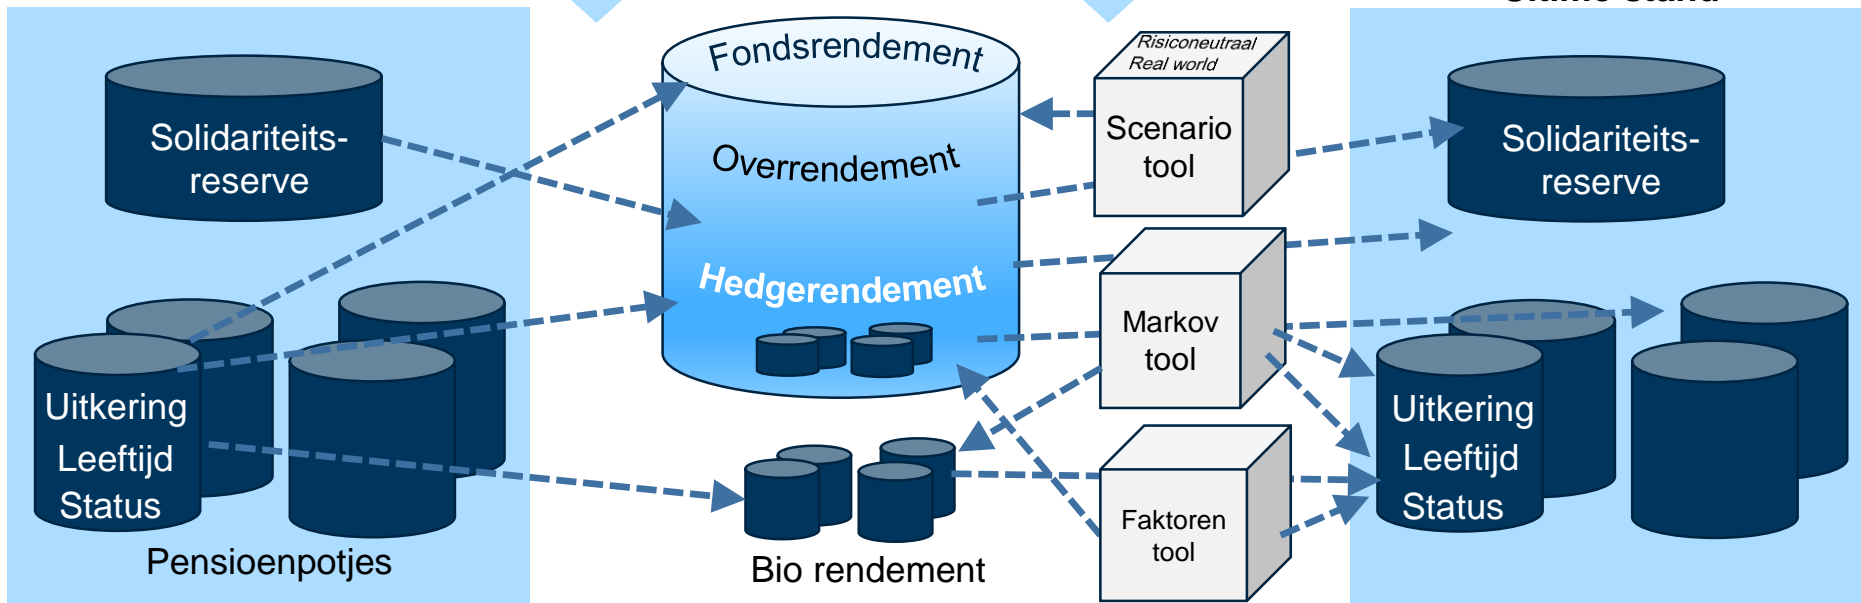 Solidariteits-
reserve
Uitkering
Leeftijd
Status
Pensioenpotjes
Fondsrendement
Overrendement
Hedgerendement
Bio rendement
Risiconeutraal
Real world
Scenario
tool
Markov
tool
Faktoren
tool
Solidariteits-
reserve
Uitkering
Leeftijd
Status